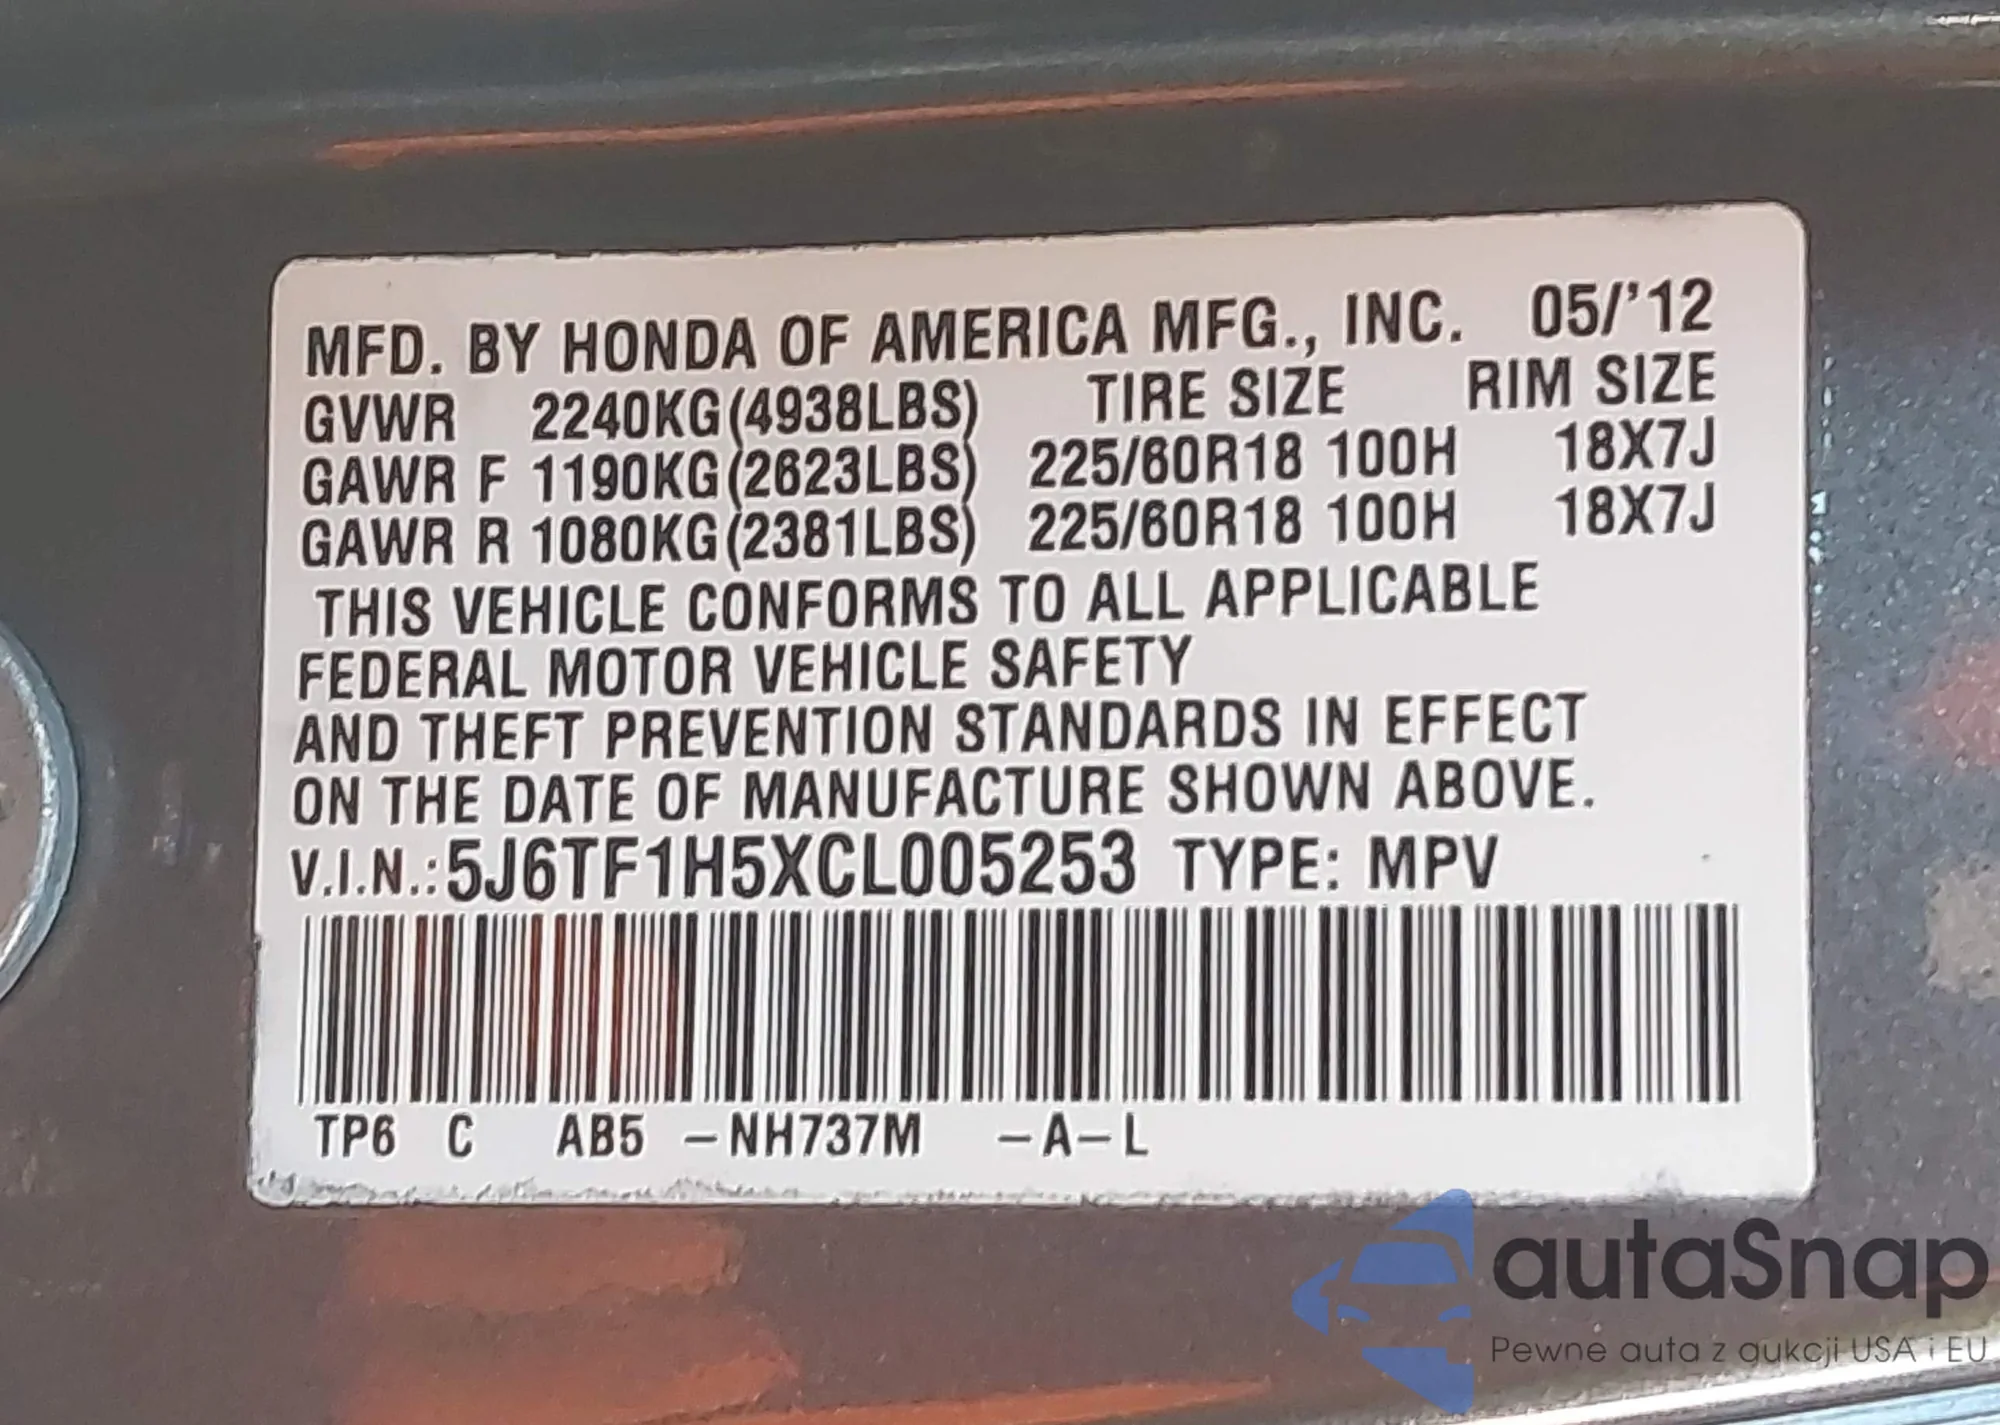 MFD. BY HONDA OF AMERICA MFG., INC. 05/'12
GVWR 2240KG(4938LBS) TIRE SIZE RIM SIZE
GAWR F 1190KG(2623LBS) 225/60R18 100H 18X7J
GAWR R 1080KG(2381LBS) 225/60R18 100H 18X7J
THIS VEHICLE CONFORMS TO ALL APPLICABLE
FEDERAL MOTOR VEHICLE SAFETY
AND THEFT PREVENTION STANDARDS IN EFFECT
ON THE DATE OF MANUFACTURE SHOWN ABOVE.
V.I.N.:5J6TF1H5XCL005253 TYPE: MPV
TP6 C AB5 -NH737M -A-L
autaSnap
Pewne auta z aukcji USA i EU